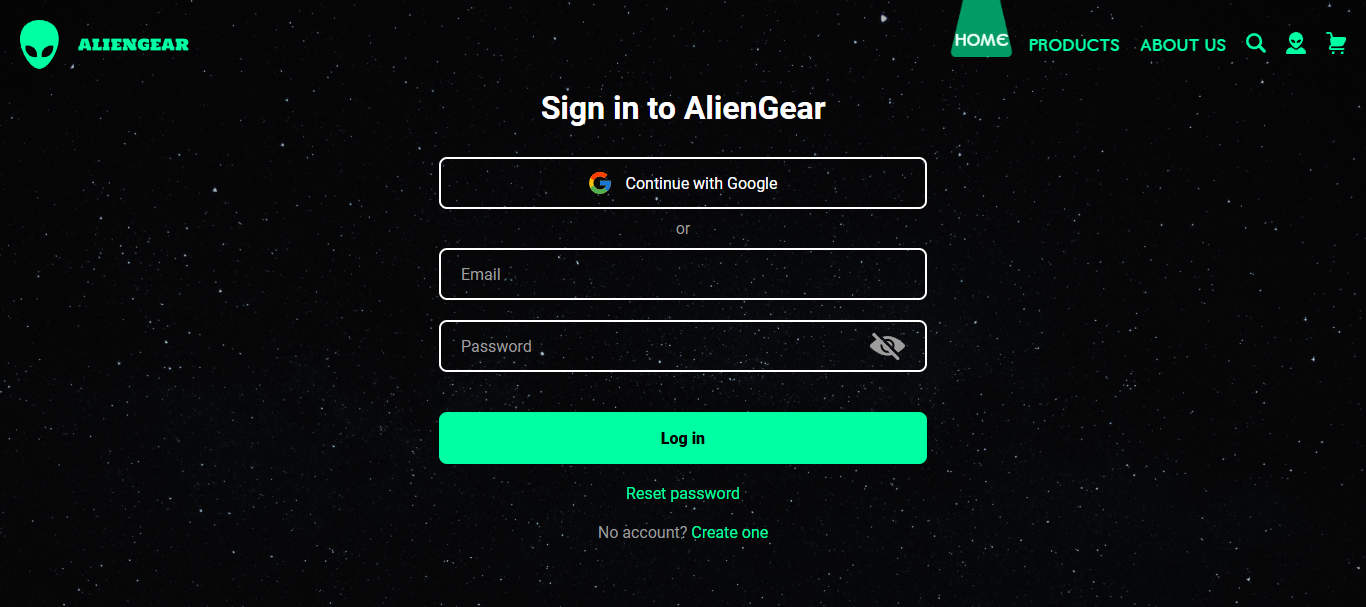 ALIENGEAR
HOME PRODUCTS ABOUT US
Sign in to AlienGear
Continue with Google
or
Email
Password
Log in
Reset password
No account? Create one